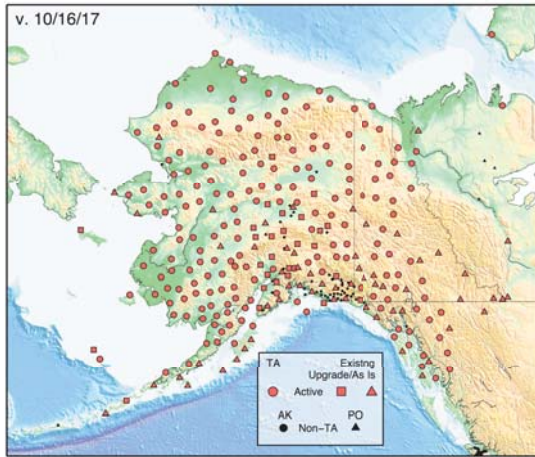 v. 10/16/17
TA Existng
Upgrade/As Is
Active
AK PO
Non-TA